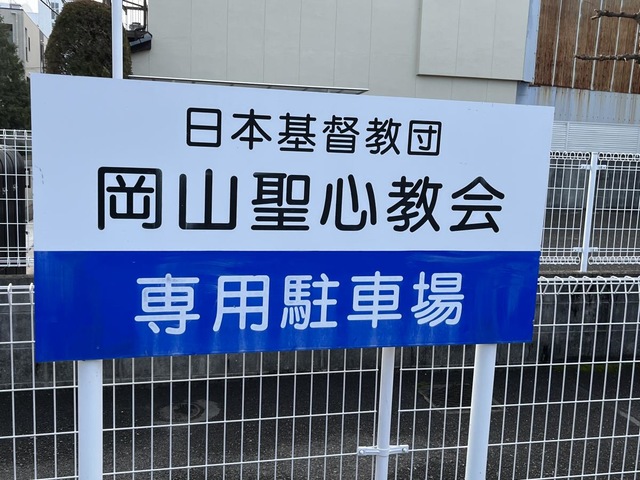 日本基督教団
岡山聖心教会
専用駐車場